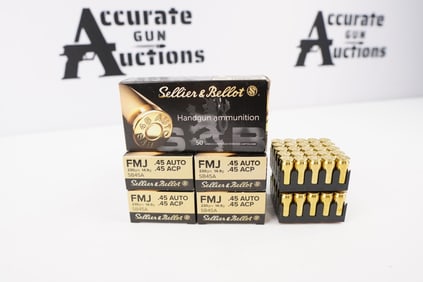 Accurate
GUN
Auctions
Accurate
GUN
Auctions
Sellier & Bellot
Handgun ammunition
S&B
50
FMJ .45 AUTO
.45 ACP
SB45A
Sellier & Bellot
FMJ .45 AUTO
.45 ACP
SB45A
Sellier & Bellot
FMJ .45 AUTO
.45 ACP
SB45A
Sellier & Bellot
FMJ .45 AUTO
.45 ACP
SB45A
Sellier & Bellot